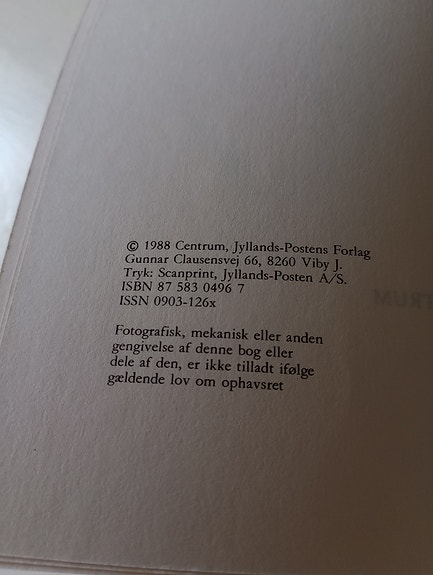 © 1988 Centrum, Jyllands-Postens Forlag
Gunnar Clausensvej 66, 8260 Viby J.
Tryk: Scanprint, Jyllands-Posten A/S.
ISBN 87 583 0496 7
ISSN 0903-126x
Fotografisk, mekanisk eller anden
gengivelse af denne bog eller
dele af den, er ikke tilladt ifølge
gældende lov om ophavsret